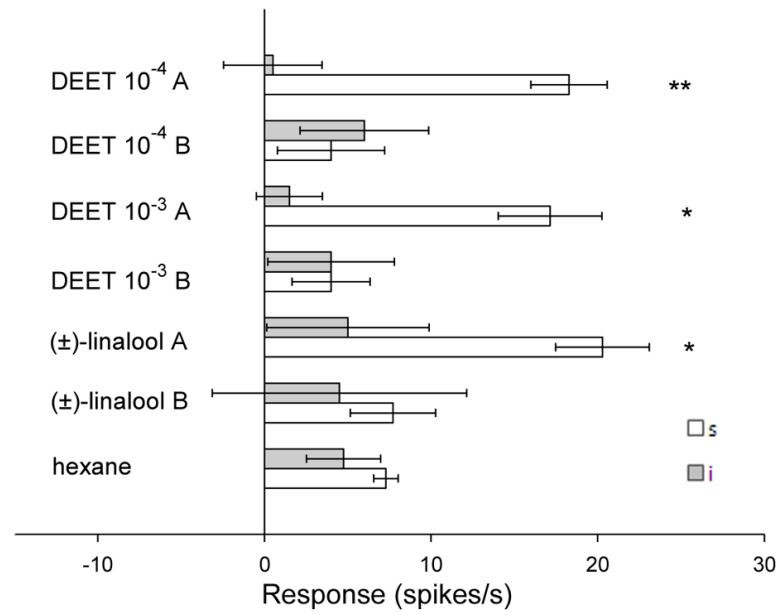 DEET 10⁻⁴ A **
DEET 10⁻⁴ B
DEET 10⁻³ A *
DEET 10⁻³ B
(±)-linalool A *
(±)-linalool B
s
hexane
i
-10 0 10 20 30
Response (spikes/s)